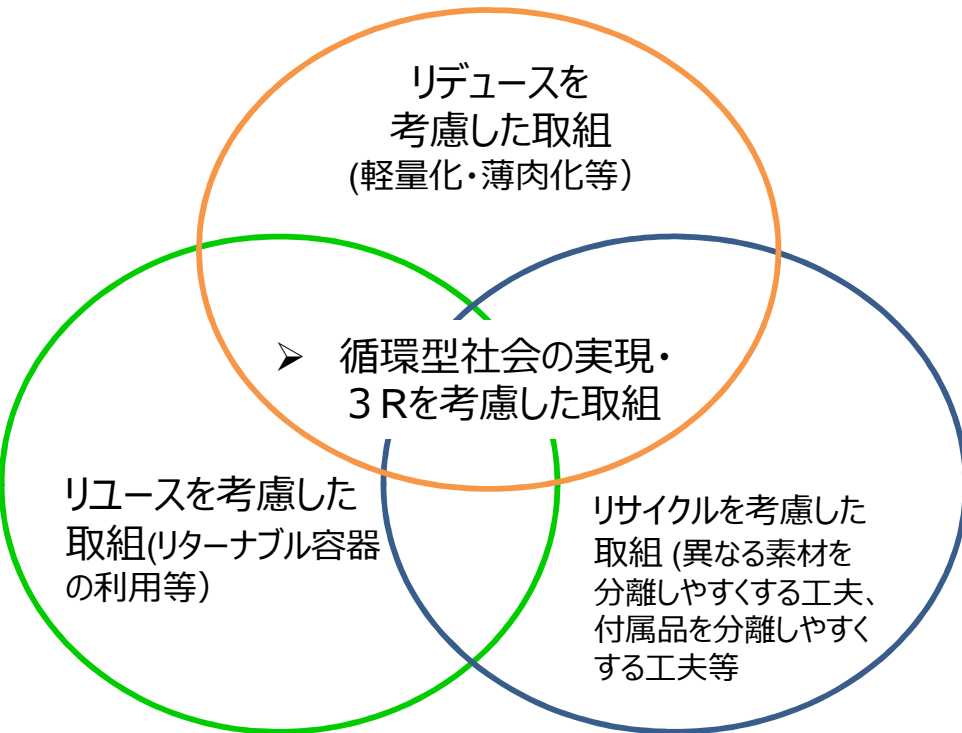 リデュースを
考慮した取組
(軽量化・薄肉化等）
➢ 循環型社会の実現・
３Rを考慮した取組
リユースを考慮した
取組(リターナブル容器
の利用等）
リサイクルを考慮した
取組 (異なる素材を
分離しやすくする工夫、
付属品を分離しやすく
する工夫等